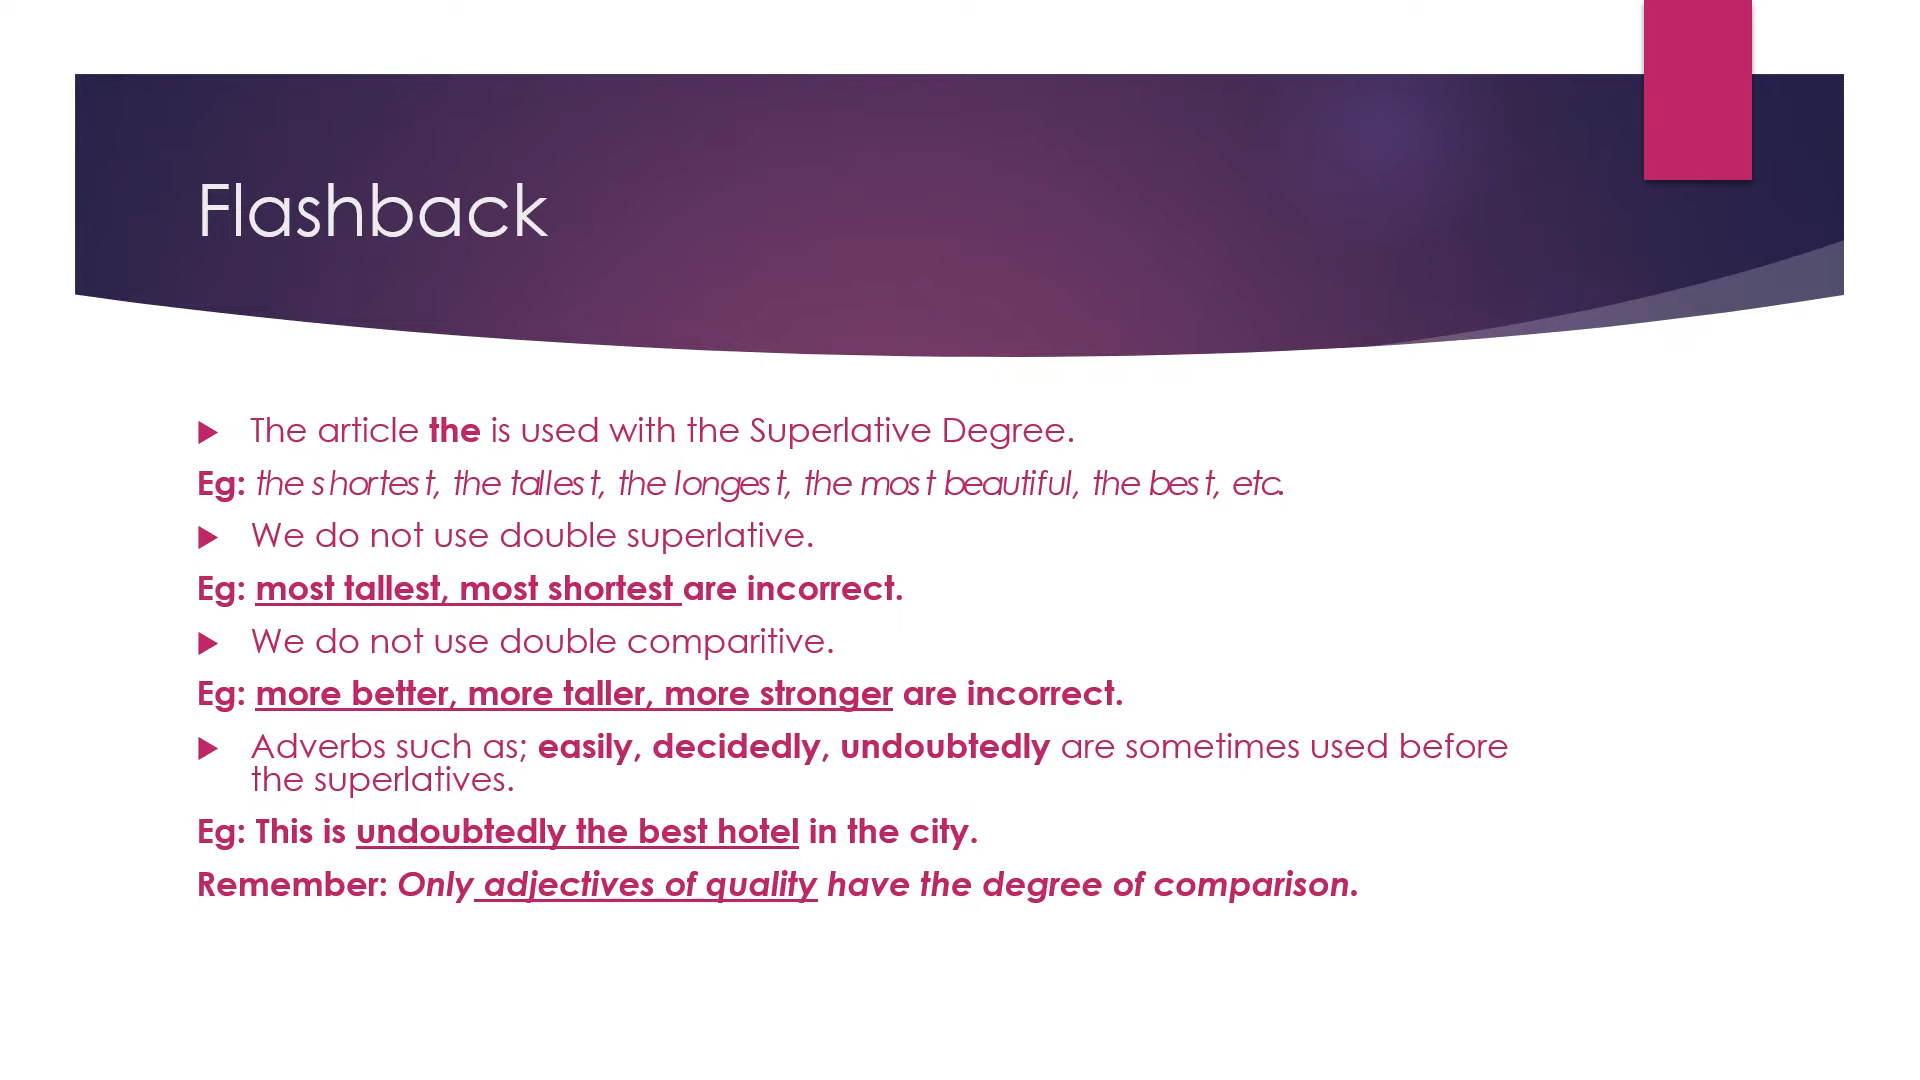 Flashback
The article the is used with the Superlative Degree.
Eg: the shortest, the tallest, the longest, the most beautiful, the best, etc.
We do not use double superlative.
Eg: most tallest, most shortest are incorrect.
We do not use double comparitive.
Eg: more better, more taller, more stronger are incorrect.
Adverbs such as; easily, decidedly, undoubtedly are sometimes used before
the superlatives.
Eg: This is undoubtedly the best hotel in the city.
Remember: Only adjectives of quality have the degree of comparison.